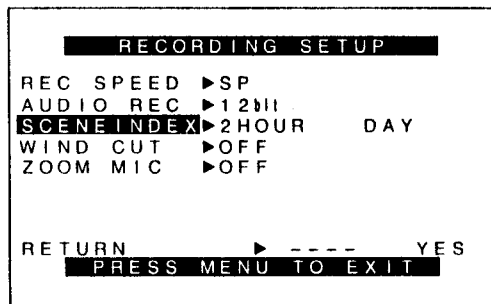 RECORDING SETUP
REC SPEED ▶SP
AUDIO REC ▶12bit
SCENEINDEX▶2HOUR DAY
WIND CUT ▶OFF
ZOOM MIC ▶OFF
RETURN ▶ ---- YES
PRESS MENU TO EXIT